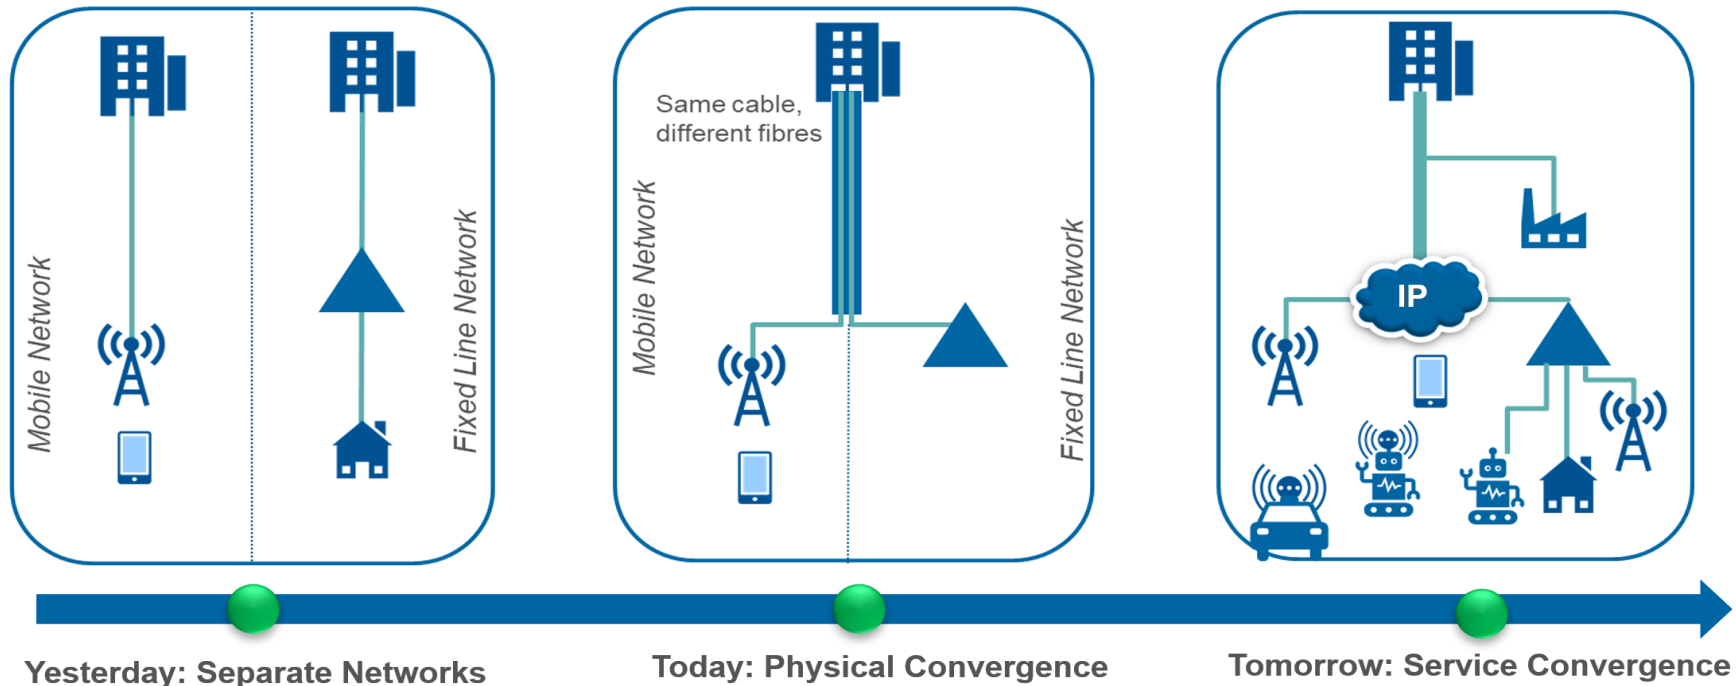 Mobile Network
Fixed Line Network
Same cable,
different fibres
Mobile Network
Fixed Line Network
IP
Yesterday: Separate Networks
Today: Physical Convergence
Tomorrow: Service Convergence